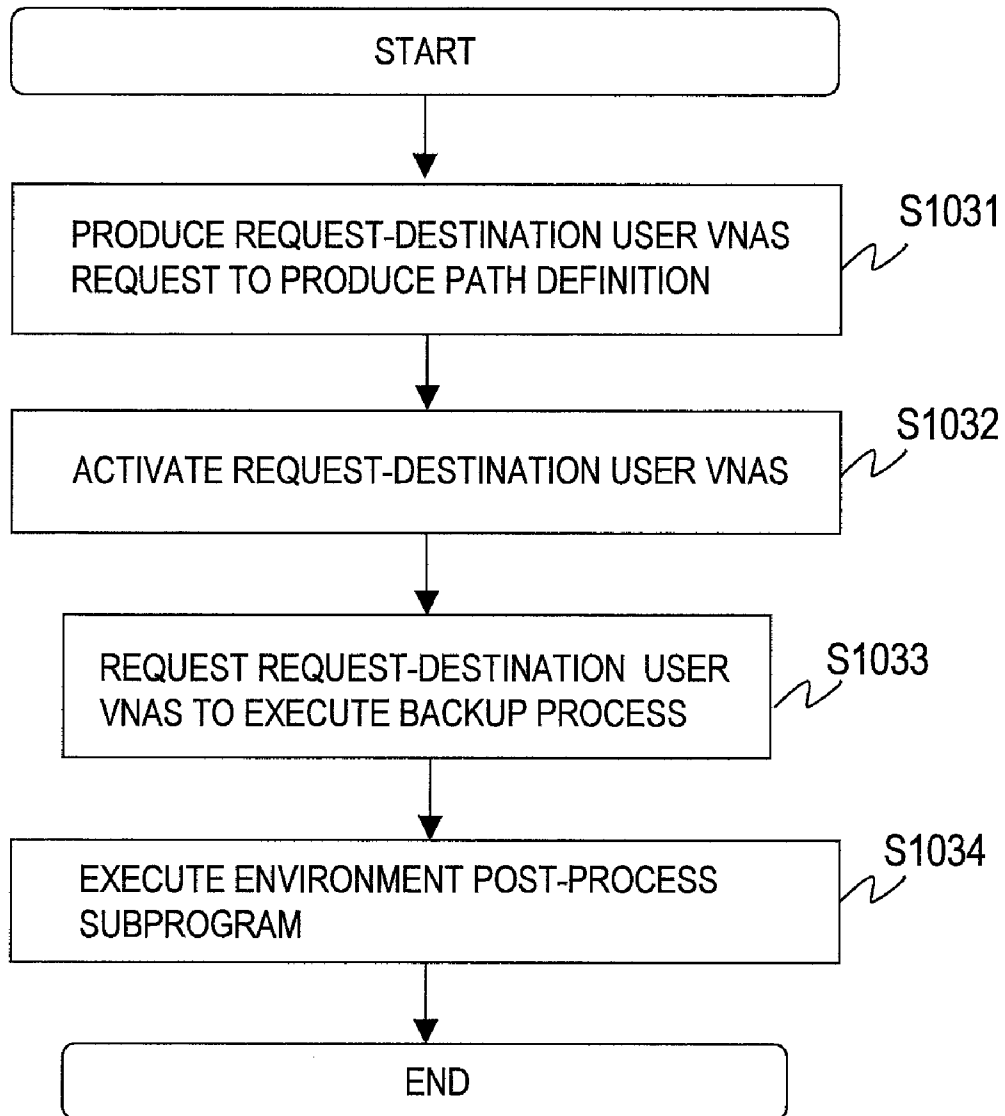 START
S1031
PRODUCE REQUEST-DESTINATION USER VNAS
REQUEST TO PRODUCE PATH DEFINITION
S1032
ACTIVATE REQUEST-DESTINATION USER VNAS
S1033
REQUEST REQUEST-DESTINATION USER
VNAS TO EXECUTE BACKUP PROCESS
S1034
EXECUTE ENVIRONMENT POST-PROCESS
SUBPROGRAM
END